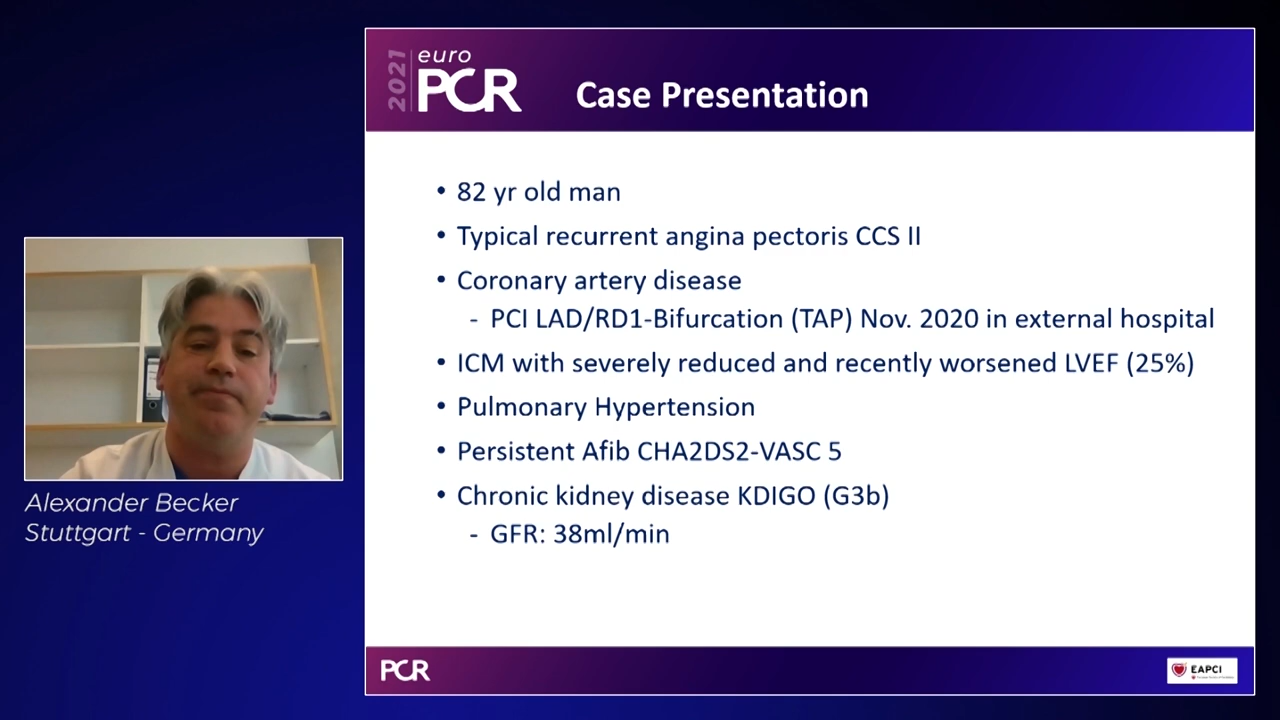 2021
euro
PCR
Case Presentation
• 82 yr old man
• Typical recurrent angina pectoris CCS II
• Coronary artery disease
- PCI LAD/RD1-Bifurcation (TAP) Nov. 2020 in external hospital
• ICM with severely reduced and recently worsened LVEF (25%)
• Pulmonary Hypertension
• Persistent Afib CHA2DS2-VASC 5
• Chronic kidney disease KDIGO (G3b)
- GFR: 38ml/min
Alexander Becker
Stuttgart - Germany
PCR
EAPCI